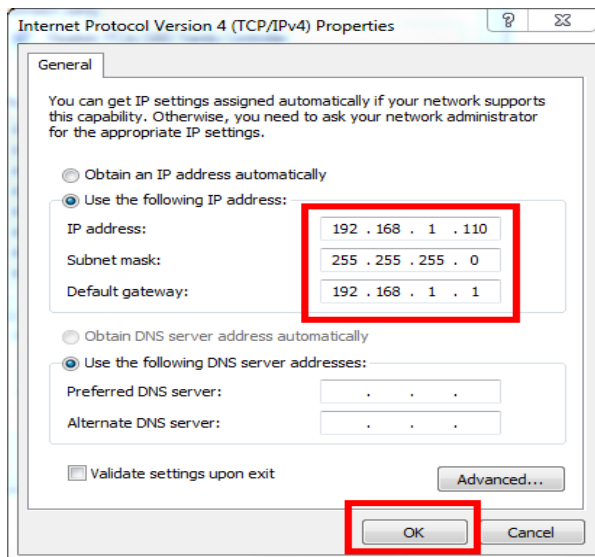 Internet Protocol Version 4 (TCP/IPv4) Properties
General
You can get IP settings assigned automatically if your network supports
this capability. Otherwise, you need to ask your network administrator
for the appropriate IP settings.
Obtain an IP address automatically
Use the following IP address:
IP address: 192 . 168 . 1 . 110
Subnet mask: 255 . 255 . 255 . 0
Default gateway: 192 . 168 . 1 . 1
Obtain DNS server address automatically
Use the following DNS server addresses:
Preferred DNS server: . . .
Alternate DNS server: . . .
Validate settings upon exit
Advanced...
OK Cancel